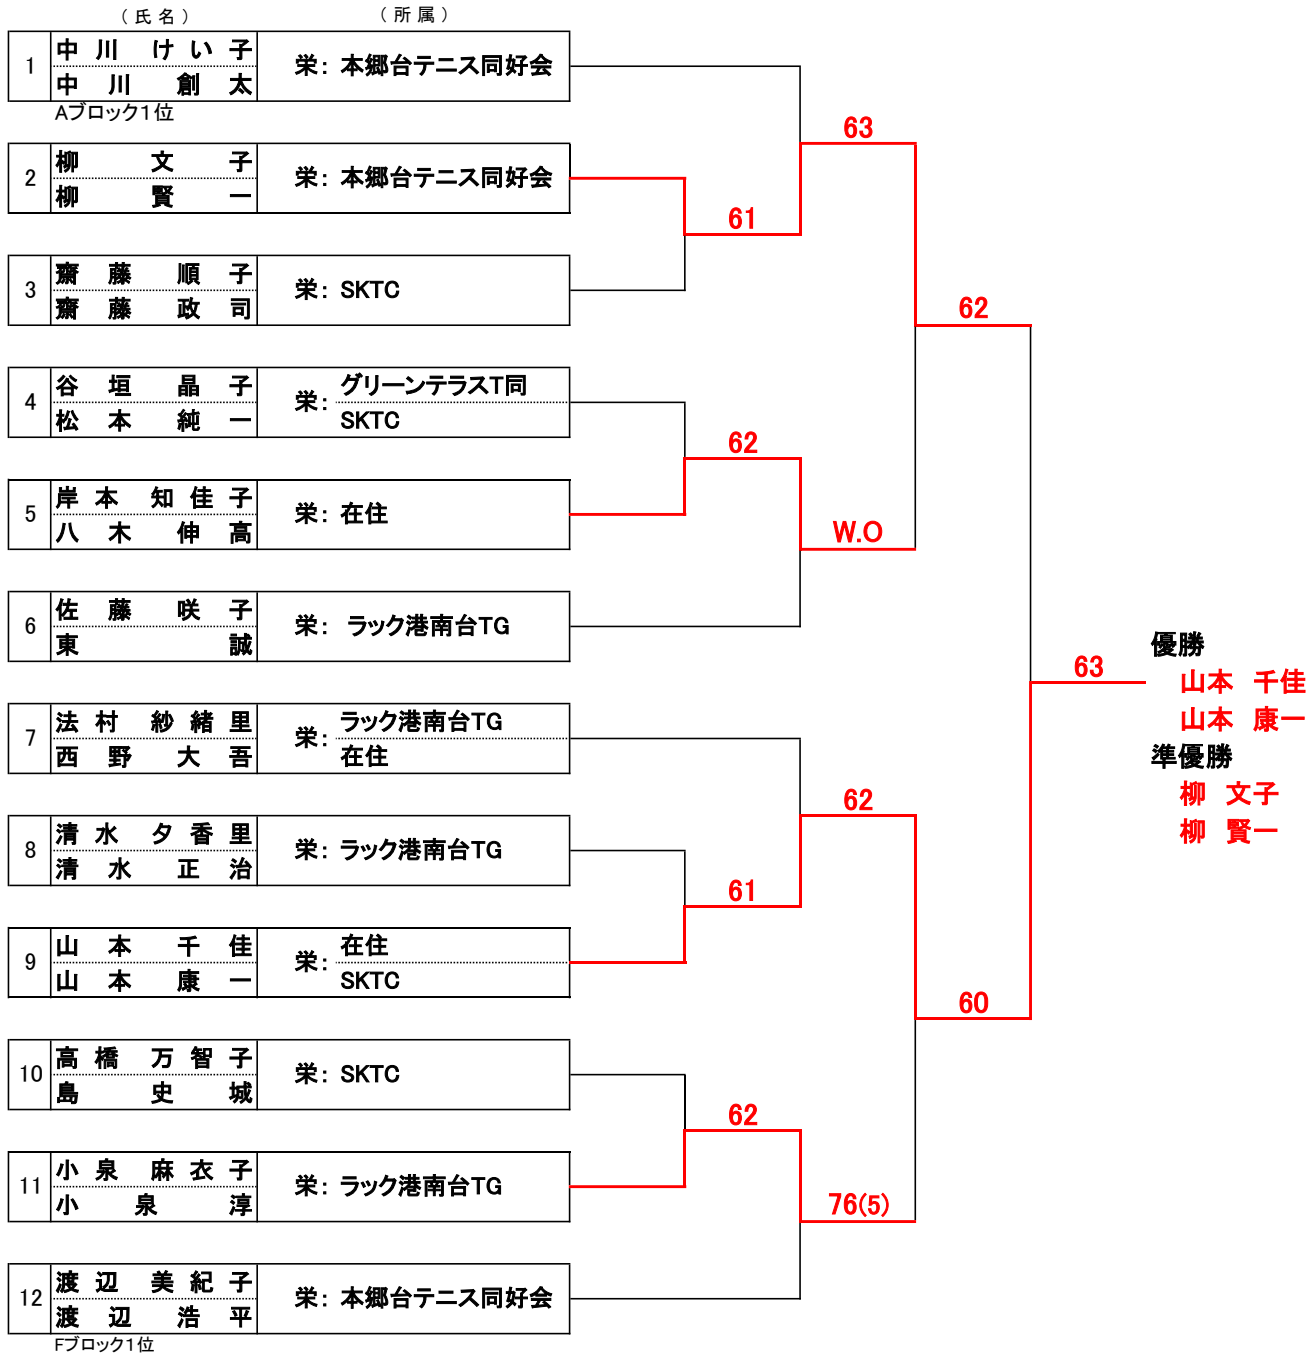 （ 氏 名 ） （ 所 属 ）
1 中川 けい子 栄： 本郷台テニス同好会
中川 創太
Aブロック１位
2 柳 文子 栄： 本郷台テニス同好会
柳 賢一
3 齋藤 順子 栄： SKTC
齋藤 政司
4 谷垣 晶子 栄： グリーンテラスT同
松本 純一 SKTC
5 岸本 知佳子 栄： 在住
八木 伸高
6 佐藤 咲子 栄： ラック港南台TG
東 誠
7 法村 紗緒里 栄： ラック港南台TG
西野 大吾 在住
8 清水 夕香里 栄： ラック港南台TG
清水 正治
9 山本 千佳 栄： 在住
山本 康一 SKTC
10 高橋 万智子 栄： SKTC
島 史城
11 小泉 麻衣子 栄： ラック港南台TG
小泉 淳
12 渡辺 美紀子 栄： 本郷台テニス同好会
渡辺 浩平
Fブロック１位
61
62
61
62
63
W.O
62
76(5)
62
60
63
優勝
山本 千佳
山本 康一
準優勝
柳 文子
柳 賢一